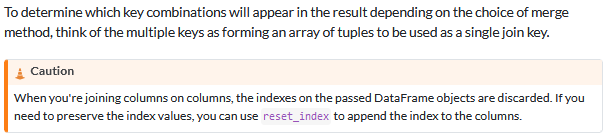 To determine which key combinations will appear in the result depending on the choice of merge
method, think of the multiple keys as forming an array of tuples to be used as a single join key.
Caution
When you're joining columns on columns, the indexes on the passed DataFrame objects are discarded. If you
need to preserve the index values, you can use reset_index to append the index to the columns.